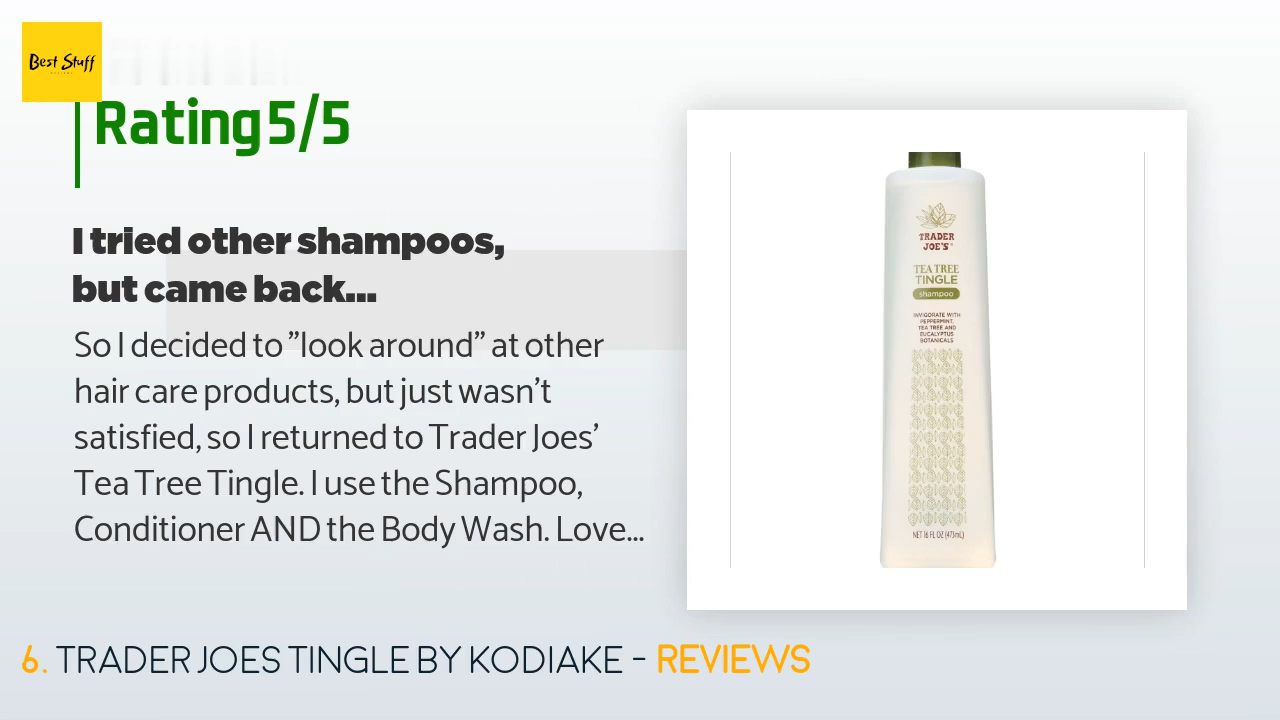 Best Stuff
Rating 5/5
I tried other shampoos,
but came back...
So I decided to "look around" at other
hair care products, but just wasn't
satisfied, so I returned to Trader Joes'
Tea Tree Tingle. I use the Shampoo,
Conditioner AND the Body Wash. Love...
TRADER
JOE'S
TEA TREE
TINGLE
shampoo
INVIGORATE WITH
PEPPERMINT,
TEA TREE AND
EUCALYPTUS
BOTANICALS
NET 16 FL OZ (473mL)
6. TRADER JOES TINGLE BY KODIAKE - REVIEWS